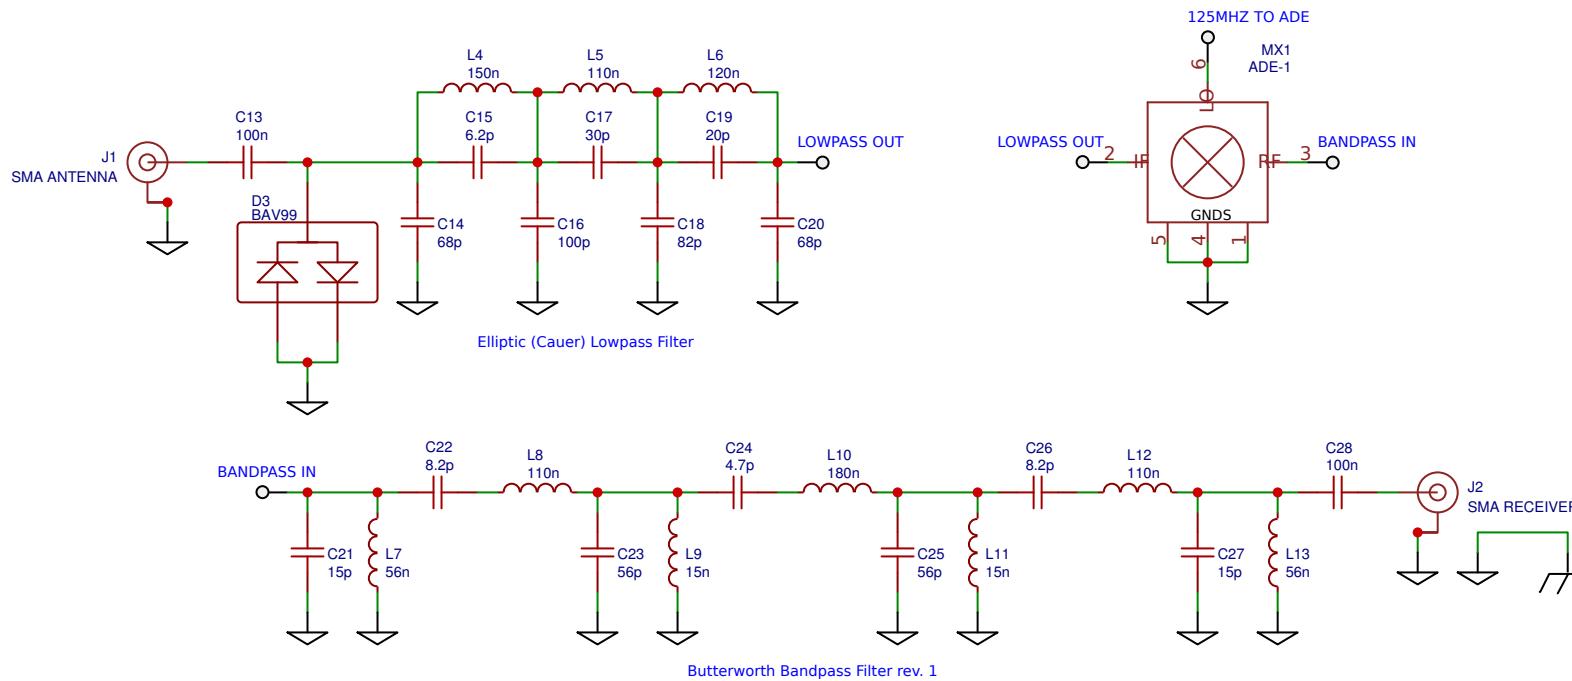 125MHZ TO ADE
MX1
ADE-1
6
LO
LOWPASS OUT
2
IF
RF
3
BANDPASS IN
GNDS
5
4
1
L4
150n
L5
110n
L6
120n
C13
100n
C15
6.2p
C17
30p
C19
20p
LOWPASS OUT
J1
SMA ANTENNA
D3
BAV99
C14
68p
C16
100p
C18
82p
C20
68p
Elliptic (Cauer) Lowpass Filter
BANDPASS IN
C22
8.2p
L8
110n
C24
4.7p
L10
180n
C26
8.2p
L12
110n
C28
100n
J2
SMA RECEIVER
C21
15p
L7
56n
C23
56p
L9
15n
C25
56p
L11
15n
C27
15p
L13
56n
Butterworth Bandpass Filter rev. 1